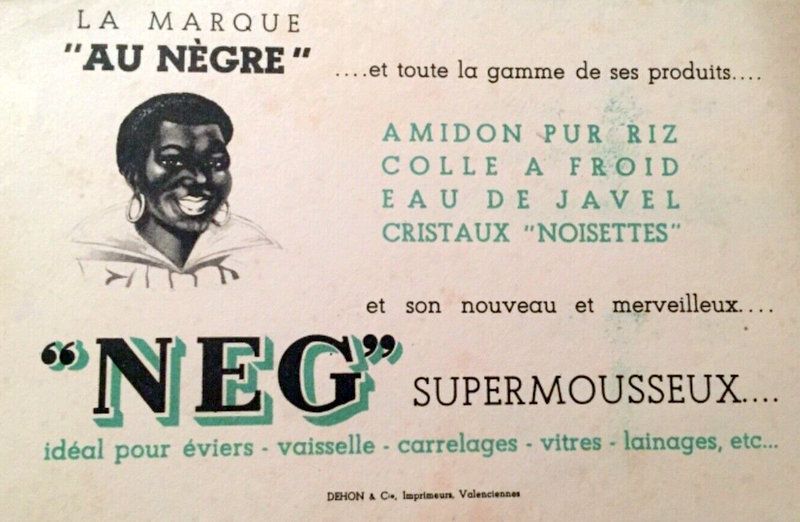 LA MARQUE
"AU NÈGRE"
....et toute la gamme de ses produits....
AMIDON PUR RIZ
COLLE A FROID
EAU DE JAVEL
CRISTAUX "NOISETTES"
et son nouveau et merveilleux....
"NEG" SUPERMOUSSEUX....
idéal pour éviers - vaisselle - carrelages - vitres - lainages, etc...
DEHON & Cie, Imprimeurs, Valenciennes